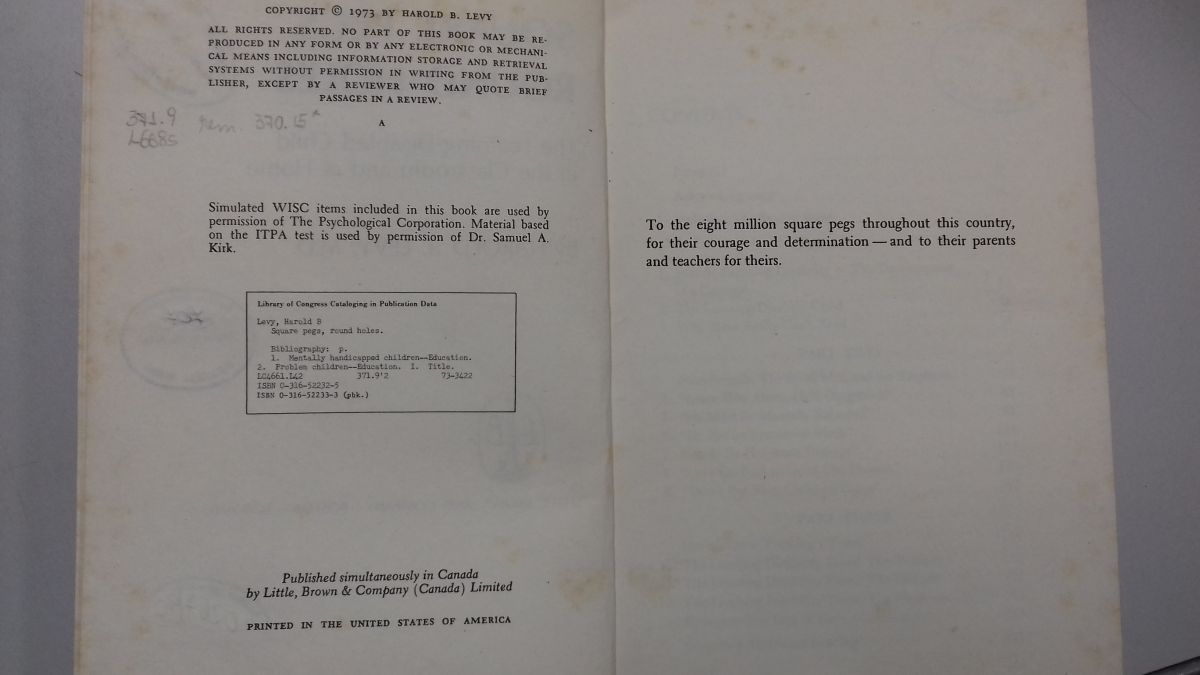 COPYRIGHT © 1973 BY HAROLD B. LEVY
ALL RIGHTS RESERVED. NO PART OF THIS BOOK MAY BE RE-
PRODUCED IN ANY FORM OR BY ANY ELECTRONIC OR MECHANI-
CAL MEANS INCLUDING INFORMATION STORAGE AND RETRIEVAL
SYSTEMS WITHOUT PERMISSION IN WRITING FROM THE PUB-
LISHER, EXCEPT BY A REVIEWER WHO MAY QUOTE BRIEF
PASSAGES IN A REVIEW.
371.9
L668s
rem. 370.15*
A
Simulated WISC items included in this book are used by
permission of The Psychological Corporation. Material based
on the ITPA test is used by permission of Dr. Samuel A.
Kirk.
Library of Congress Cataloging in Publication Data
Levy, Harold B
Square pegs, round holes.
Bibliography: p.
1. Mentally handicapped children--Education.
2. Problem children--Education. I. Title.
LC4661.L42 371.9'2 73-3422
ISBN 0-316-52232-5
ISBN 0-316-52233-3 (pbk.)
Published simultaneously in Canada
by Little, Brown & Company (Canada) Limited
PRINTED IN THE UNITED STATES OF AMERICA
To the eight million square pegs throughout this country,
for their courage and determination — and to their parents
and teachers for theirs.